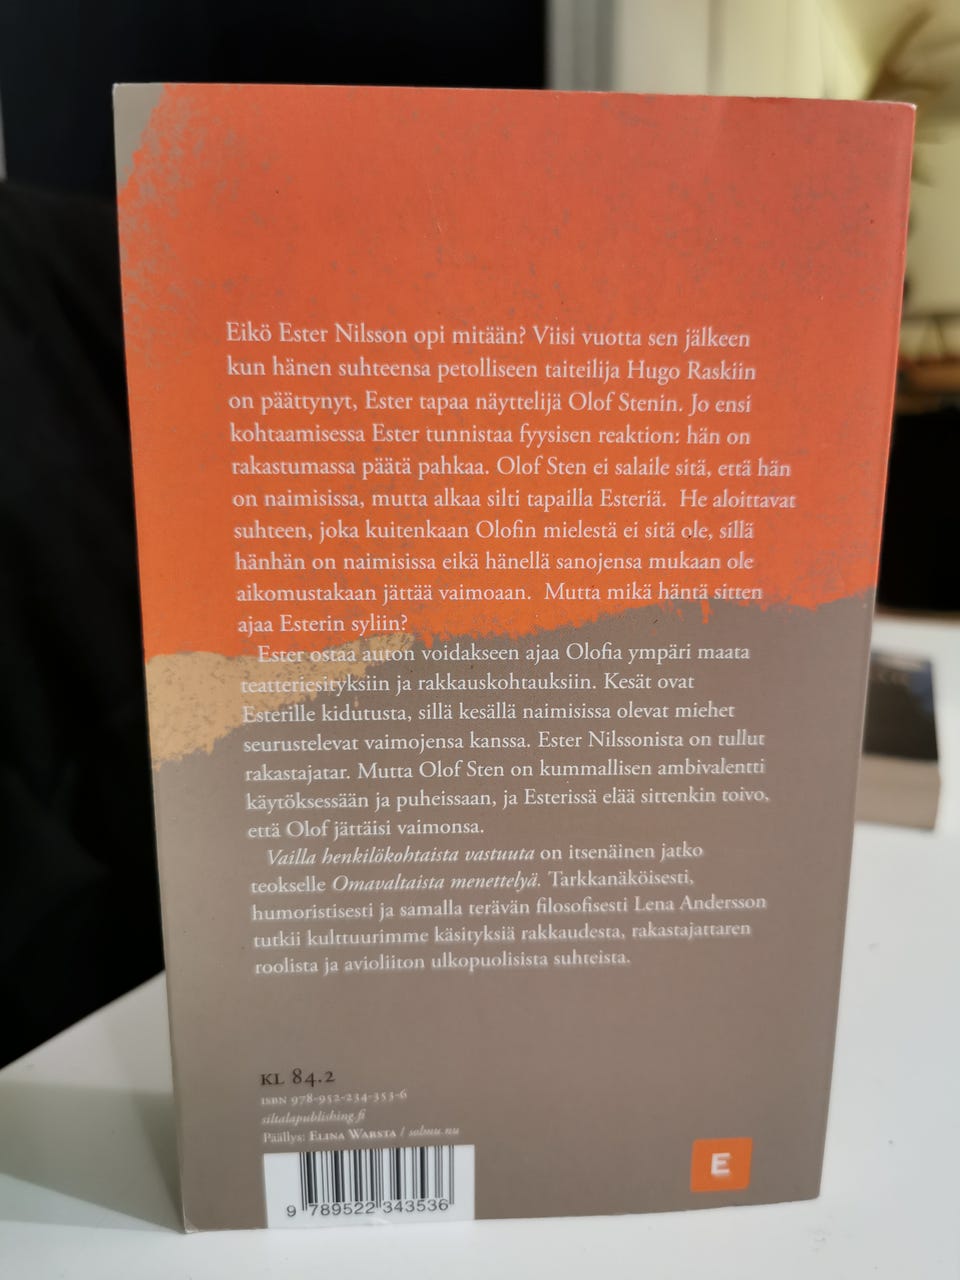 Eikö Ester Nilsson opi mitään? Viisi vuotta sen jälkeen
kun hänen suhteensa petolliseen taiteilija Hugo Raskiin
on päättynyt, Ester tapaa näyttelijä Olof Stenin. Jo ensi
kohtaamisessa Ester tunnistaa fyysisen reaktion: hän on
rakastumassa päätä pahkaa. Olof Sten ei salaile sitä, että hän
on naimisissa, mutta alkaa silti tapailla Esteriä. He aloittavat
suhteen, joka kuitenkaan Olofin mielestä ei sitä ole, sillä
hänhän on naimisissa eikä hänellä sanojensa mukaan ole
aikomustakaan jättää vaimoaan. Mutta mikä häntä sitten
ajaa Esterin syliin?
Ester ostaa auton voidakseen ajaa Olofia ympäri maata
teatteriesityksiin ja rakkauskohtauksiin. Kesät ovat
Esterille kidutusta, sillä kesällä naimisissa olevat miehet
seurustelevat vaimojensa kanssa. Ester Nilssonista on tullut
rakastajatar. Mutta Olof Sten on kummallisen ambivalentti
käytöksessään ja puheissaan, ja Esterissä elää sittenkin toivo,
että Olof jättäisi vaimonsa.
Vailla henkilökohtaista vastuuta on itsenäinen jatko
teokselle Omavaltaista menettelyä. Tarkkanäköisesti,
humoristisesti ja samalla terävän filosofisesti Lena Andersson
tutkii kulttuurimme käsityksiä rakkaudesta, rakastajattaren
roolista ja avioliiton ulkopuolisista suhteista.
KL 84.2
ISBN 978-952-234-353-6
siltalapublishing.fi
Päällys: Elina Warsta / salmu.nu
9 789522 343536
E